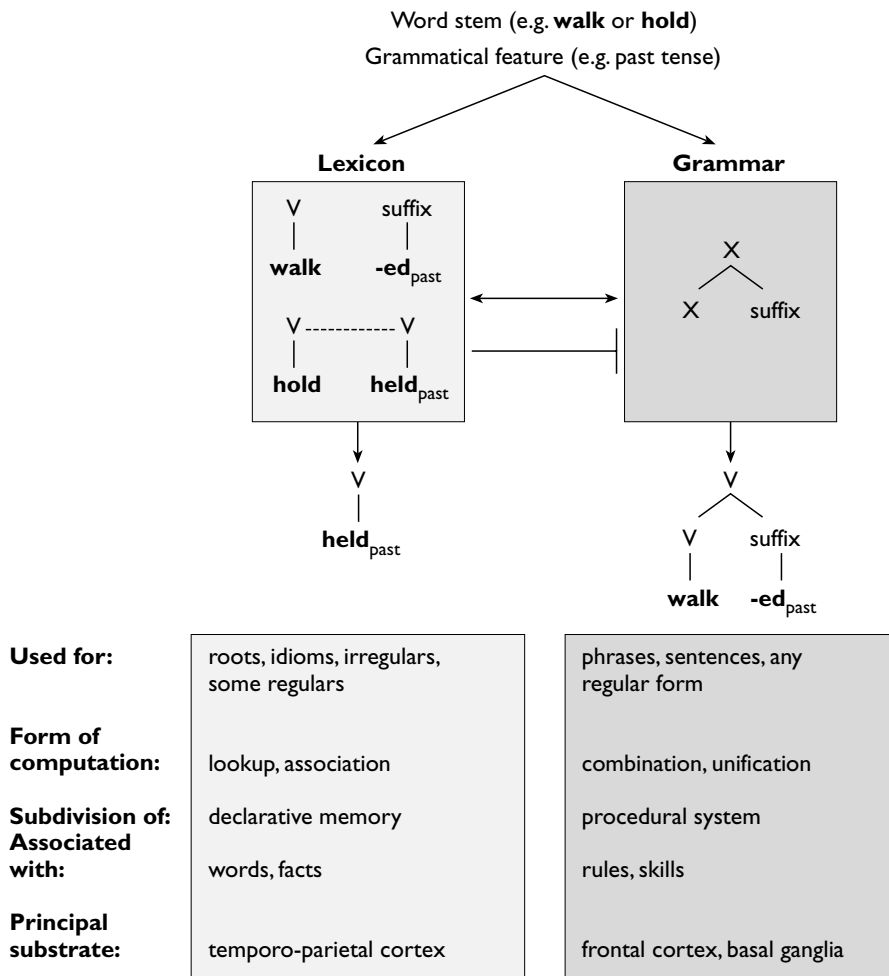 Word stem (e.g. walk or hold)
Grammatical feature (e.g. past tense)
Lexicon Grammar
V suffix
walk -edpast
X
X suffix
V V
hold heldpast
V
heldpast
V
V suffix
walk -edpast
Used for: roots, idioms, irregulars, phrases, sentences, any
some regulars regular form
Form of
computation: lookup, association combination, unification
Subdivision of: declarative memory procedural system
Associated
with: words, facts rules, skills
Principal
substrate: temporo-parietal cortex frontal cortex, basal ganglia